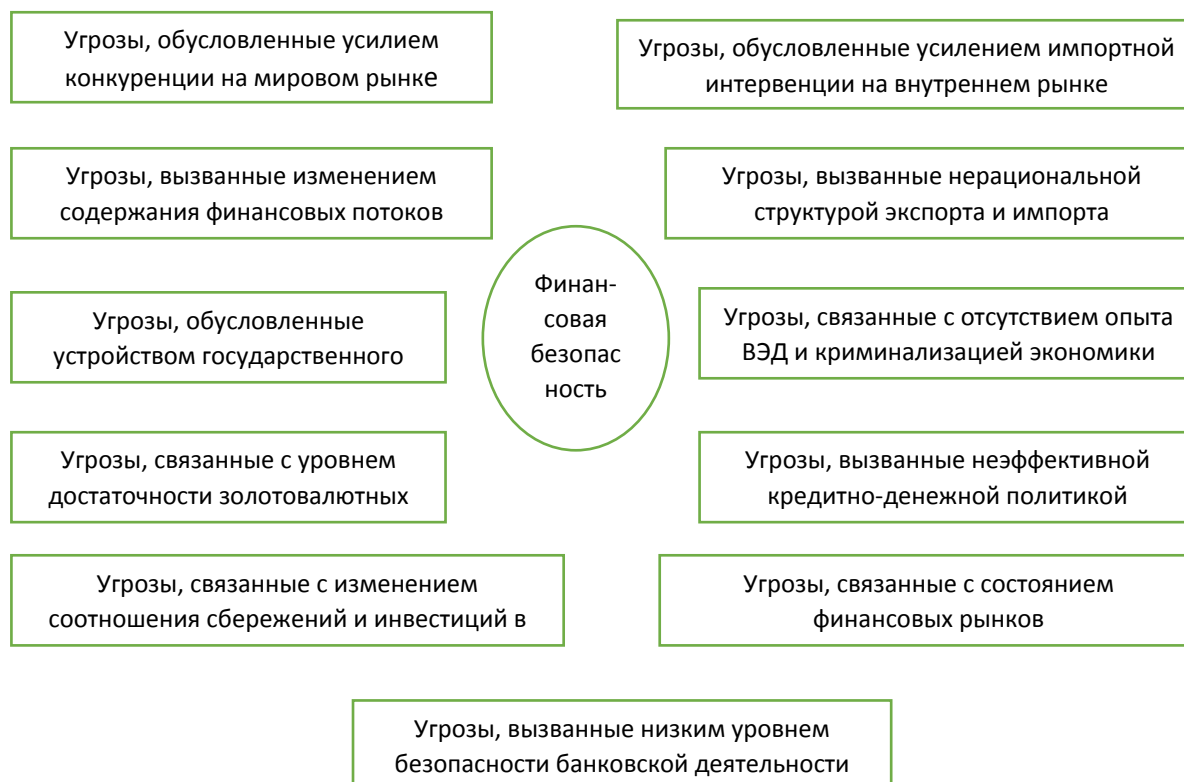 Угрозы, обусловленные усилием
конкуренции на мировом рынке
Угрозы, обусловленные усилением импортной
интервенции на внутреннем рынке
Угрозы, вызванные изменением
содержания финансовых потоков
Угрозы, вызванные нерациональной
структурой экспорта и импорта
Финан-
совая
безопас
ность
Угрозы, обусловленные
устройством государственного
Угрозы, связанные с отсутствием опыта
ВЭД и криминализацией экономики
Угрозы, связанные с уровнем
достаточности золотовалютных
Угрозы, вызванные неэффективной
кредитно-денежной политикой
Угрозы, связанные с изменением
соотношения сбережений и инвестиций в
Угрозы, связанные с состоянием
финансовых рынков
Угрозы, вызванные низким уровнем
безопасности банковской деятельности